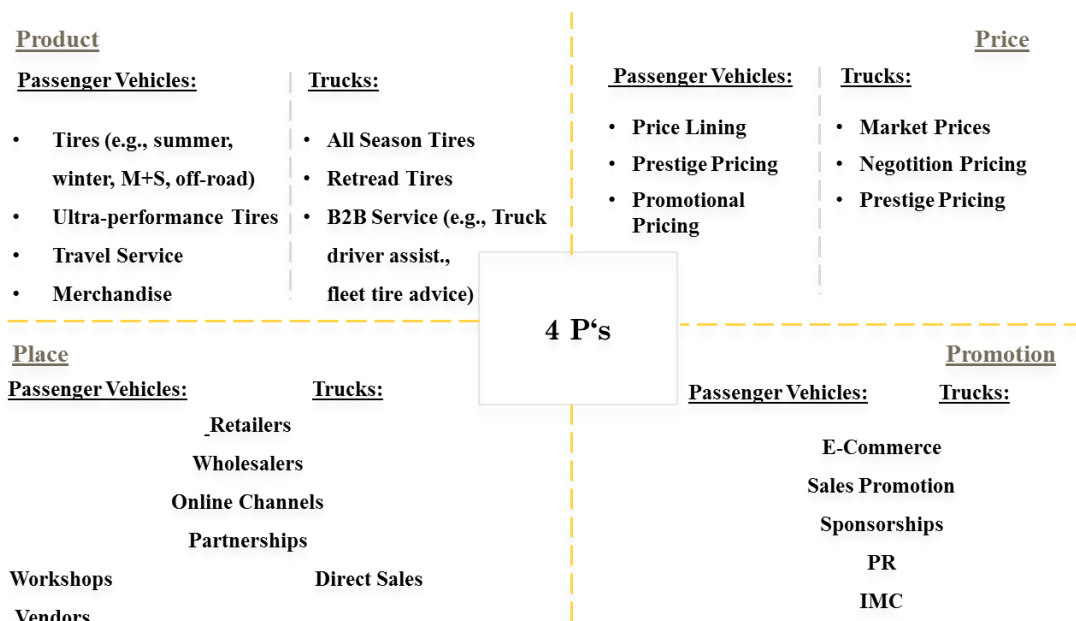 Product
Passenger Vehicles:
• Tires (e.g., summer,
winter, M+S, off-road)
• Ultra-performance Tires
• Travel Service
• Merchandise
Trucks:
• All Season Tires
• Retread Tires
• B2B Service (e.g., Truck
driver assist.,
fleet tire advice)
Price
Passenger Vehicles:
• Price Lining
• Prestige Pricing
• Promotional
Pricing
Trucks:
• Market Prices
• Negotition Pricing
• Prestige Pricing
4 P‘s
Place
Passenger Vehicles:
Trucks:
Retailers
Wholesalers
Online Channels
Partnerships
Workshops
Direct Sales
Vendors
Promotion
Passenger Vehicles:
Trucks:
E-Commerce
Sales Promotion
Sponsorships
PR
IMC